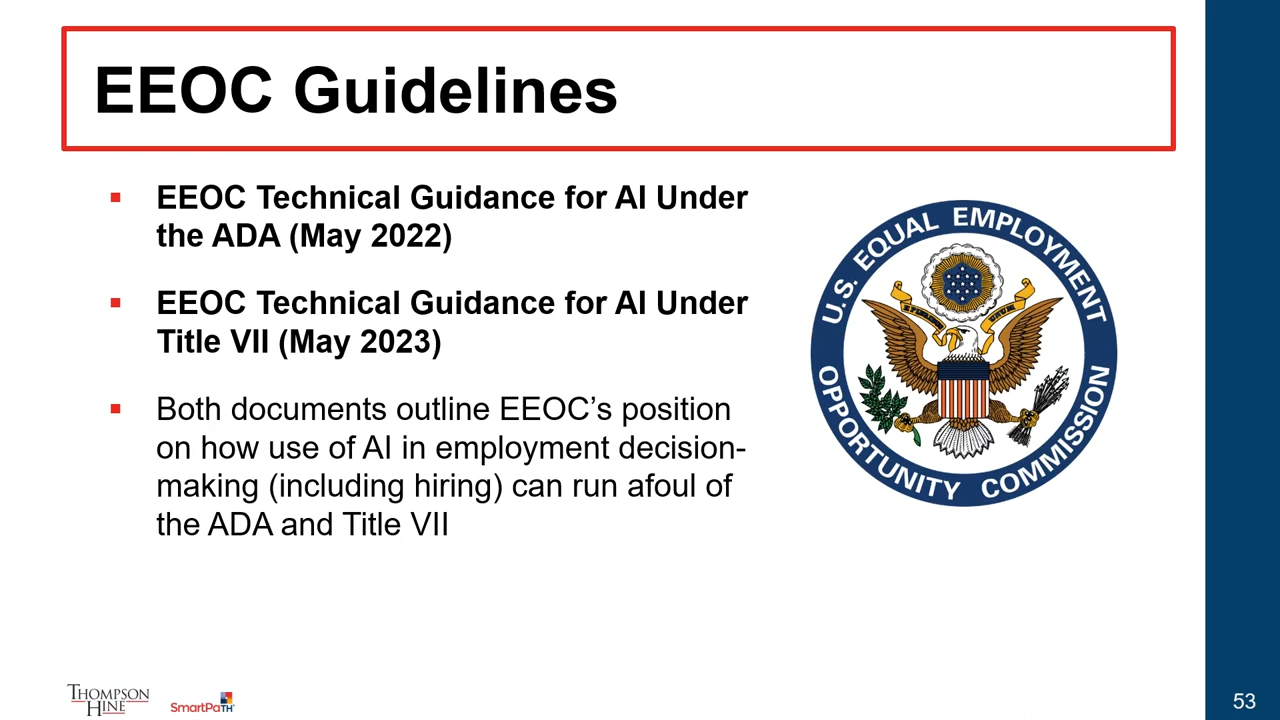 EEOC Guidelines
EEOC Technical Guidance for AI Under
the ADA (May 2022)
EEOC Technical Guidance for AI Under
Title VII (May 2023)
Both documents outline EEOC’s position
on how use of AI in employment decision-
making (including hiring) can run afoul of
the ADA and Title VII
U.S. EQUAL EMPLOYMENT
OPPORTUNITY COMMISSION
THOMPSON
HINE
SmartPaTH
53